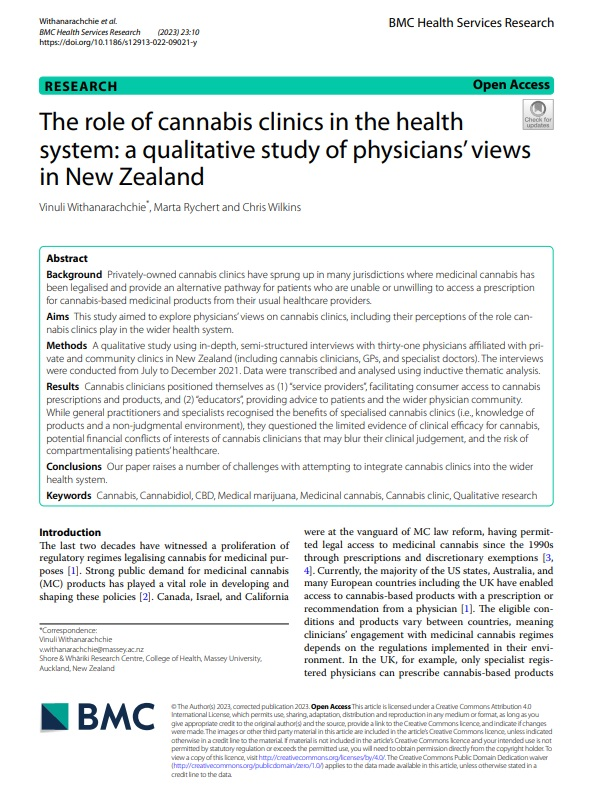 Withanarachchie et al.
BMC Health Services Research (2023) 23:10
https://doi.org/10.1186/s12913-022-09021-y
BMC Health Services Research
RESEARCH
Open Access
Check for
updates
The role of cannabis clinics in the health
system: a qualitative study of physicians’ views
in New Zealand
Vinuli Withanarachchie*, Marta Rychert and Chris Wilkins
Abstract
Background Privately-owned cannabis clinics have sprung up in many jurisdictions where medicinal cannabis has
been legalised and provide an alternative pathway for patients who are unable or unwilling to access a prescription
for cannabis-based medicinal products from their usual healthcare providers.
Aims This study aimed to explore physicians’ views on cannabis clinics, including their perceptions of the role can-
nabis clinics play in the wider health system.
Methods A qualitative study using in-depth, semi-structured interviews with thirty-one physicians affiliated with pri-
vate and community clinics in New Zealand (including cannabis clinicians, GPs, and specialist doctors). The interviews
were conducted from July to December 2021. Data were transcribed and analysed using inductive thematic analysis.
Results Cannabis clinicians positioned themselves as (1) “service providers”, facilitating consumer access to cannabis
prescriptions and products, and (2) “educators”, providing advice to patients and the wider physician community.
While general practitioners and specialists recognised the benefits of specialised cannabis clinics (i.e., knowledge of
products and a non-judgmental environment), they questioned the limited evidence of clinical efficacy for cannabis,
potential financial conflicts of interests of cannabis clinicians that may blur their clinical judgement, and the risk of
compartmentalising patients’ healthcare.
Conclusions Our paper raises a number of challenges with attempting to integrate cannabis clinics into the wider
health system.
Keywords Cannabis, Cannabidiol, CBD, Medical marijuana, Medicinal cannabis, Cannabis clinic, Qualitative research
Introduction
The last two decades have witnessed a proliferation of
regulatory regimes legalising cannabis for medicinal pur-
poses [1]. Strong public demand for medicinal cannabis
(MC) products has played a vital role in developing and
shaping these policies [2]. Canada, Israel, and California
*Correspondence:
Vinuli Withanarachchie
v.withanarachchie@massey.ac.nz
Shore & Whāriki Research Centre, College of Health, Massey University,
Auckland, New Zealand
were at the vanguard of MC law reform, having permit-
ted legal access to medicinal cannabis since the 1990s
through prescriptions and discretionary exemptions [3,
4]. Currently, the majority of the US states, Australia, and
many European countries including the UK have enabled
access to cannabis-based products with a prescription or
recommendation from a physician [1]. The eligible con-
ditions and products vary between countries, meaning
clinicians’ engagement with medicinal cannabis regimes
depends on the regulations implemented in their envi-
ronment. In the UK, for example, only specialist regis-
tered physicians can prescribe cannabis-based products
BMC
© The Author(s) 2023, corrected publication 2023. Open Access This article is licensed under a Creative Commons Attribution 4.0
International License, which permits use, sharing, adaptation, distribution and reproduction in any medium or format, as long as you
give appropriate credit to the original author(s) and the source, provide a link to the Creative Commons licence, and indicate if changes
were made. The images or other third party material in this article are included in the article’s Creative Commons licence, unless indicated
otherwise in a credit line to the material. If material is not included in the article’s Creative Commons licence and your intended use is not
permitted by statutory regulation or exceeds the permitted use, you will need to obtain permission directly from the copyright holder. To
view a copy of this licence, visit http://creativecommons.org/licenses/by/4.0/. The Creative Commons Public Domain Dedication waiver
(http://creativecommons.org/publicdomain/zero/1.0/) applies to the data made available in this article, unless otherwise stated in a
credit line to the data.